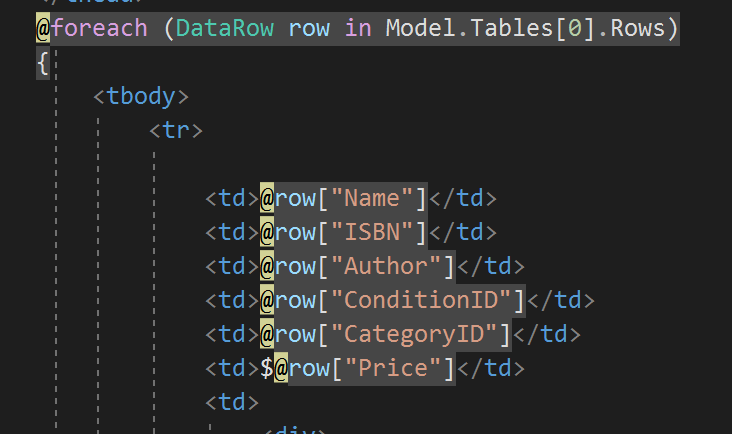 </thead>
@foreach (DataRow row in Model.Tables[0].Rows)
{
<tbody>
<tr>
<td>@row["Name"]</td>
<td>@row["ISBN"]</td>
<td>@row["Author"]</td>
<td>@row["ConditionID"]</td>
<td>@row["CategoryID"]</td>
<td>$@row["Price"]</td>
<td>
<div>